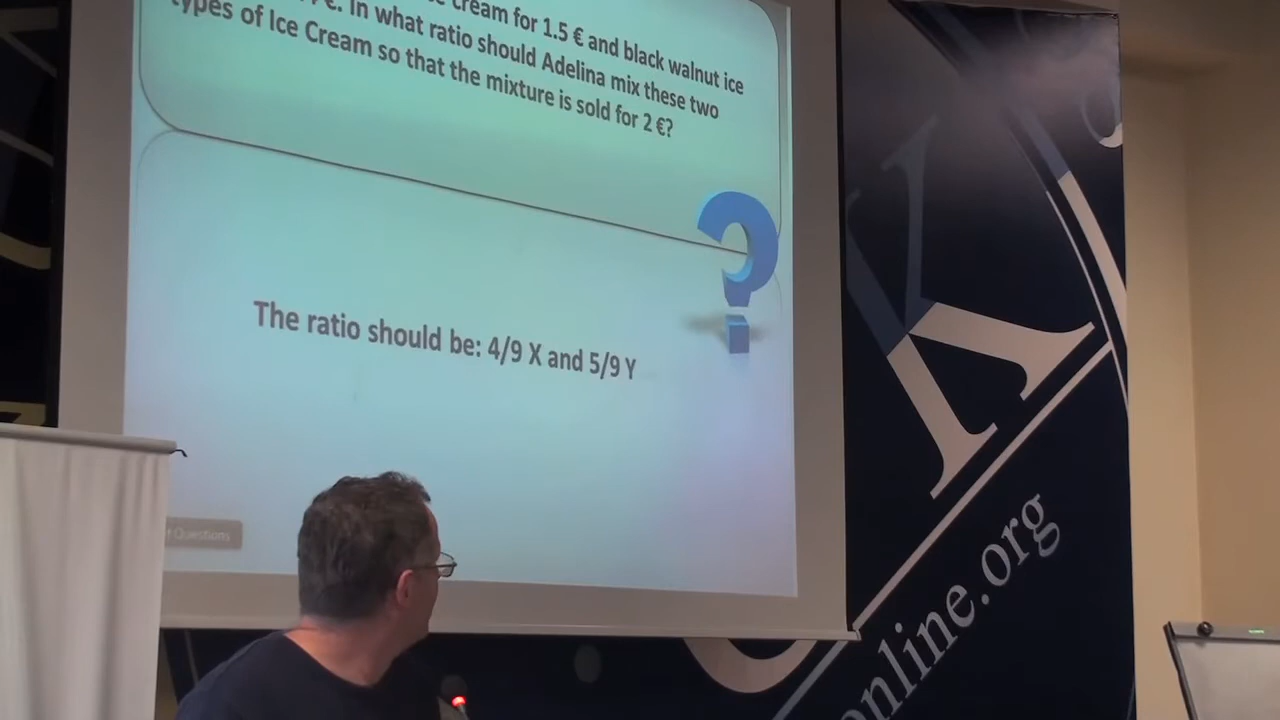 cream for 1.5 € and black walnut ice
€. In what ratio should Adelina mix these two
types of Ice Cream so that the mixture is sold for 2 €?
The ratio should be: 4/9 X and 5/9 Y
Questions
online.org